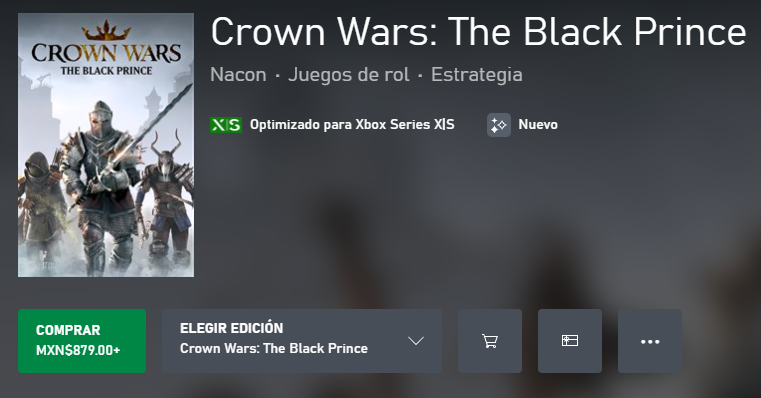 CROWN WARS
THE BLACK PRINCE
Crown Wars: The Black Prince
Nacon • Juegos de rol • Estrategia
X|S Optimizado para Xbox Series X|S
Nuevo
COMPRAR
MXN$879.00+
ELEGIR EDICIÓN
Crown Wars: The Black Prince